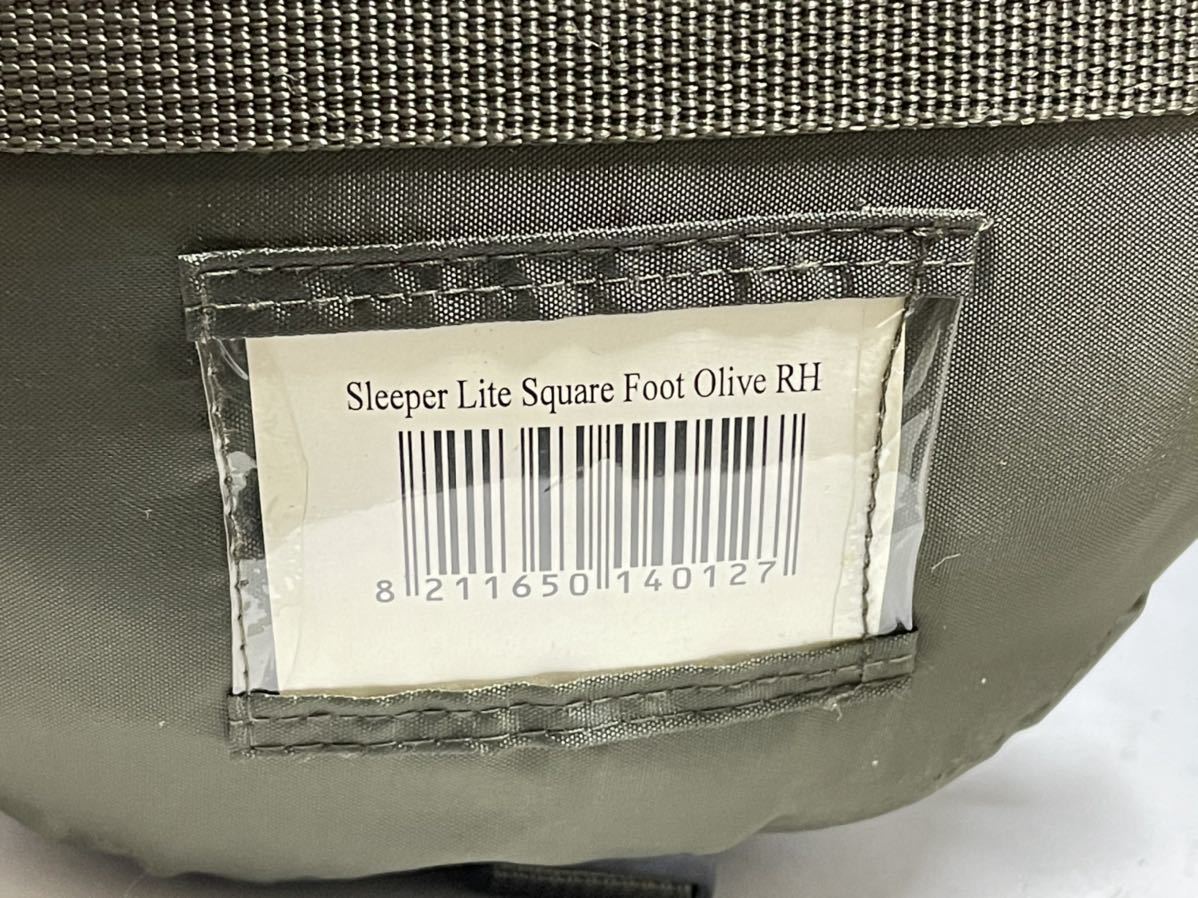 Sleeper Lite Square Foot Olive RH
8 211650 140127